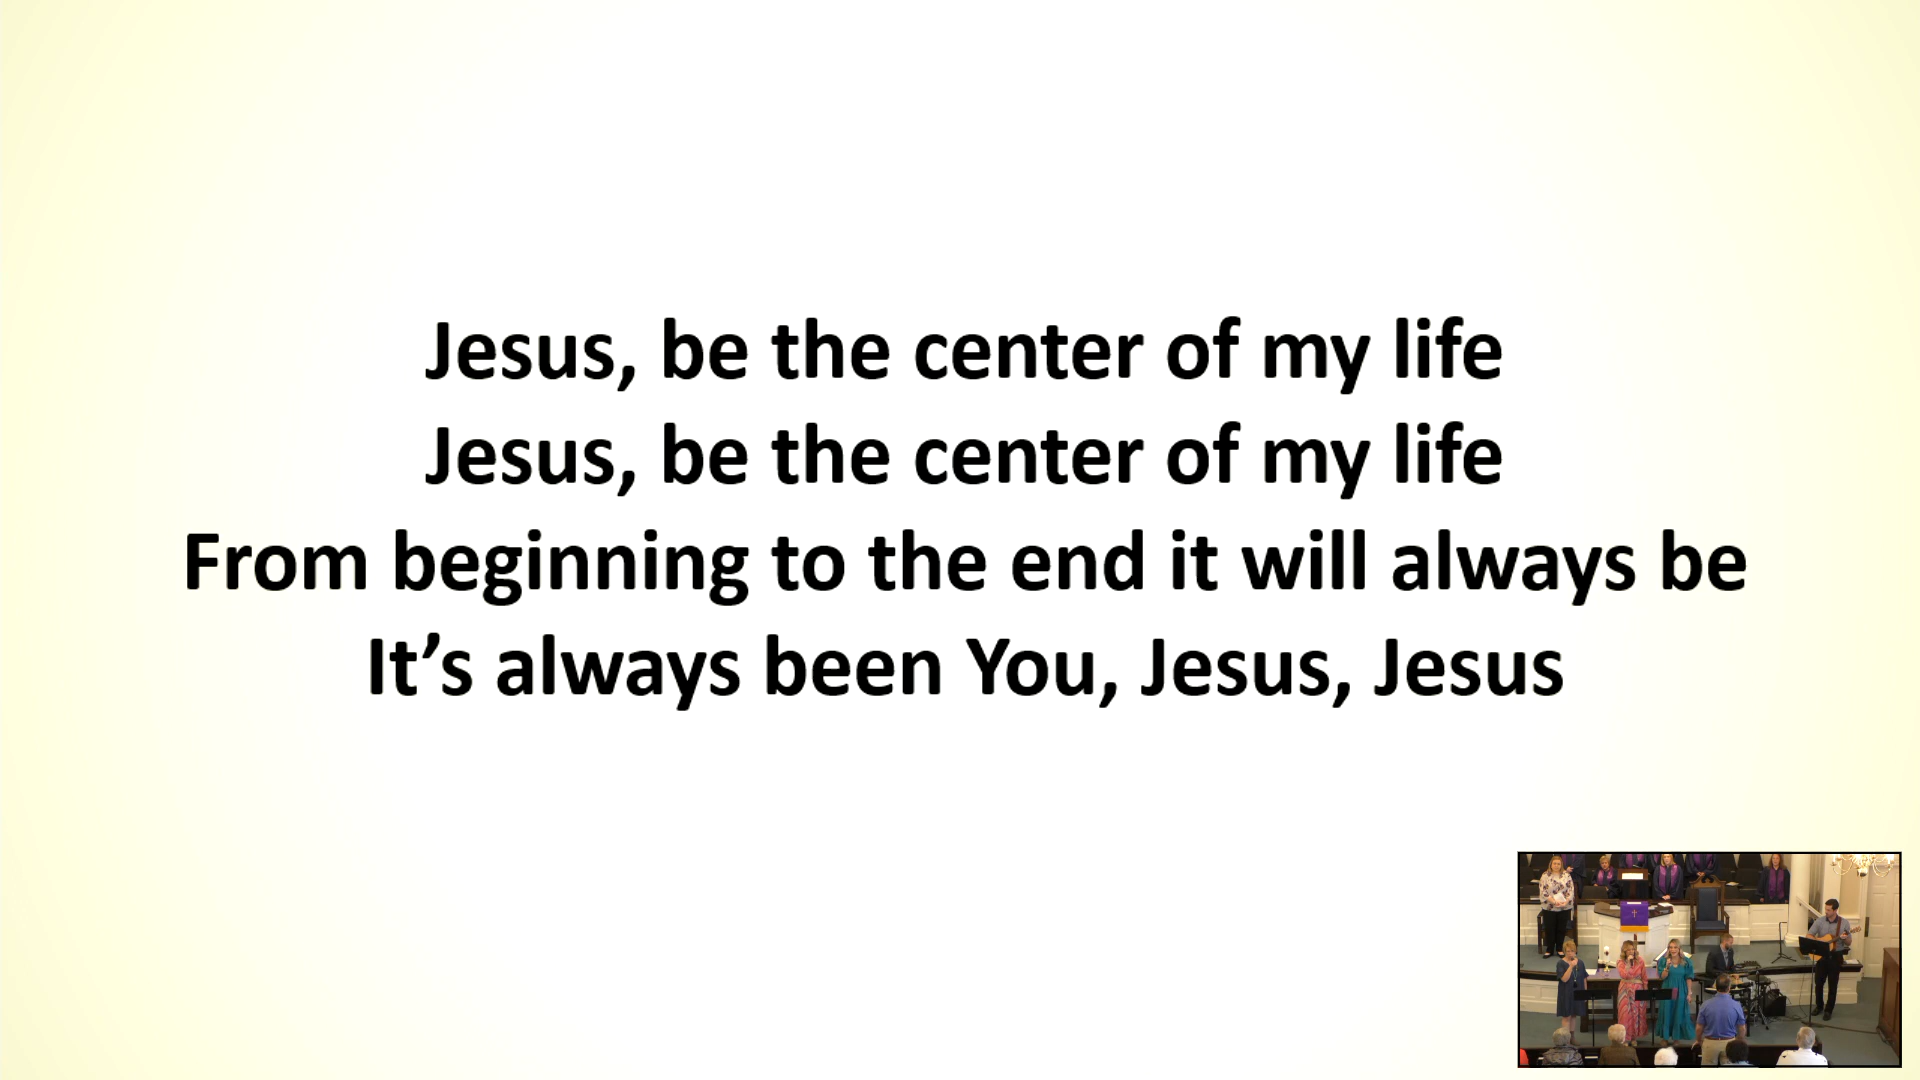 Jesus, be the center of my life
Jesus, be the center of my life
From beginning to the end it will always be
It’s always been You, Jesus, Jesus